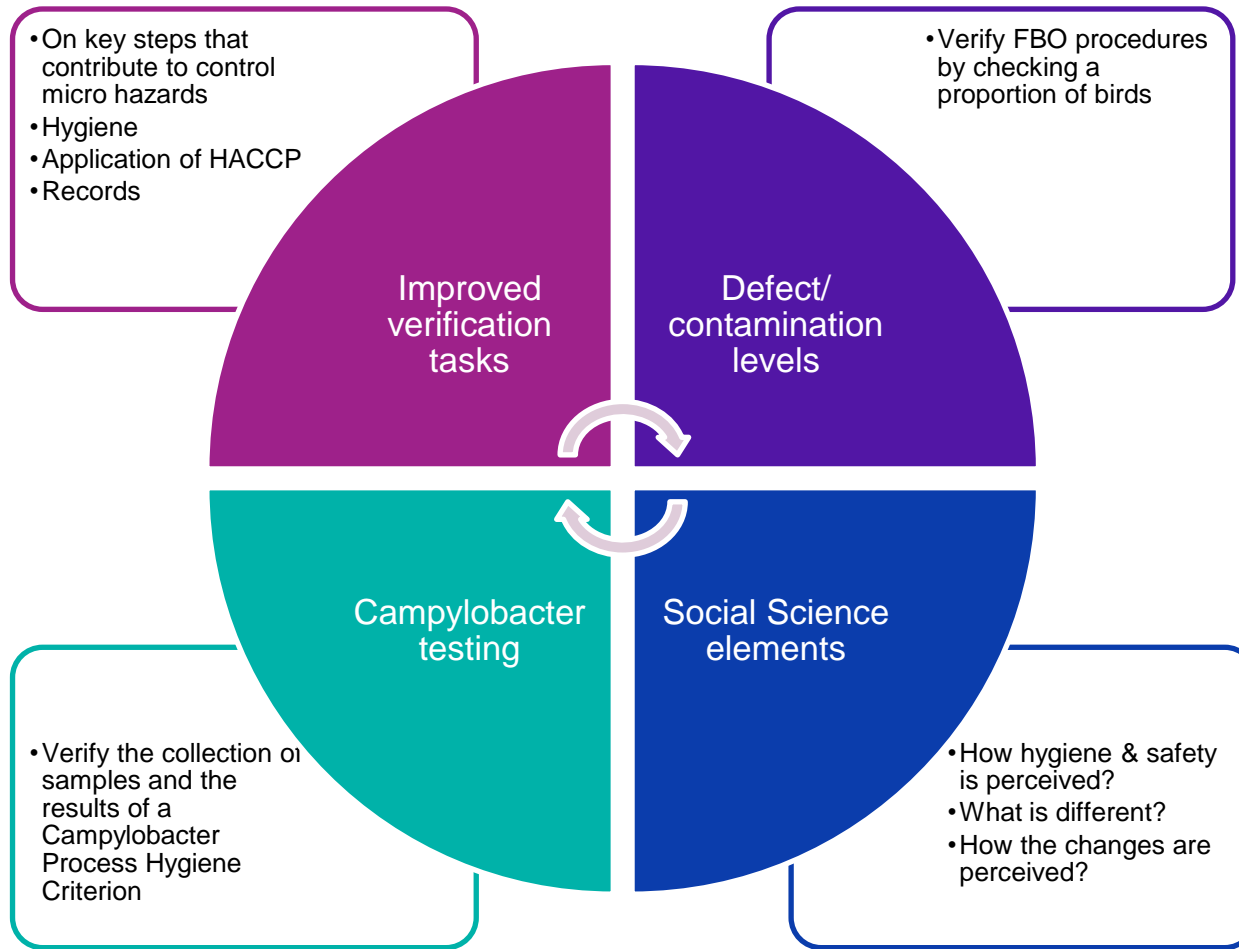 •On key steps that
contribute to control
micro hazards
•Hygiene
•Application of HACCP
•Records
•Verify FBO procedures
by checking a
proportion of birds
Improved
verification
tasks
Defect/
contamination
levels
Campylobacter
testing
Social Science
elements
•Verify the collection of
samples and the
results of a
Campylobacter
Process Hygiene
Criterion
•How hygiene & safety
is perceived?
•What is different?
•How the changes are
perceived?